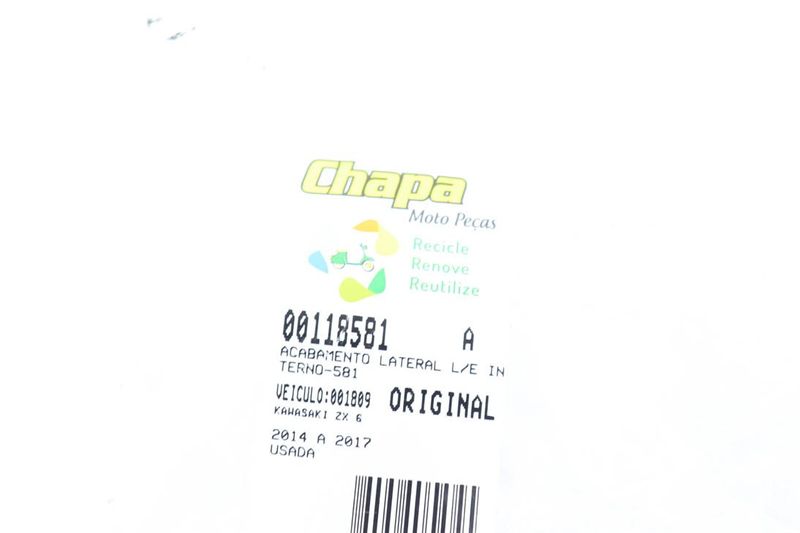 Chapa
Moto Peças
Recicle
Renove
Reutilize
00118581 A
ACABAMENTO LATERAL L/E IN
TERNO-581
VEICULO:001809 ORIGINAL
KAWASAKI ZX 6
2014 A 2017
USADA